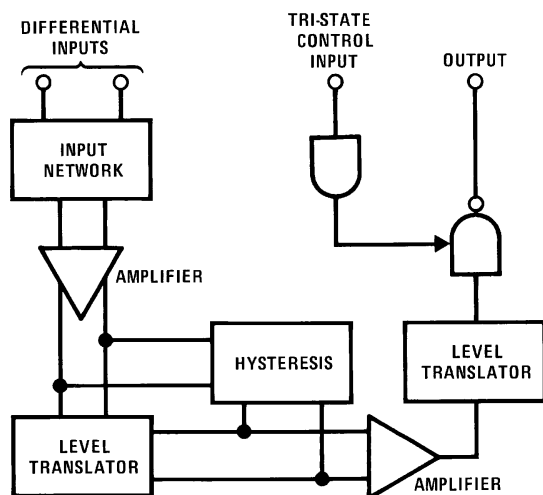 DIFFERENTIAL
INPUTS
TRI-STATE
CONTROL
INPUT
OUTPUT
INPUT
NETWORK
AMPLIFIER
HYSTERESIS
LEVEL
TRANSLATOR
LEVEL
TRANSLATOR
AMPLIFIER